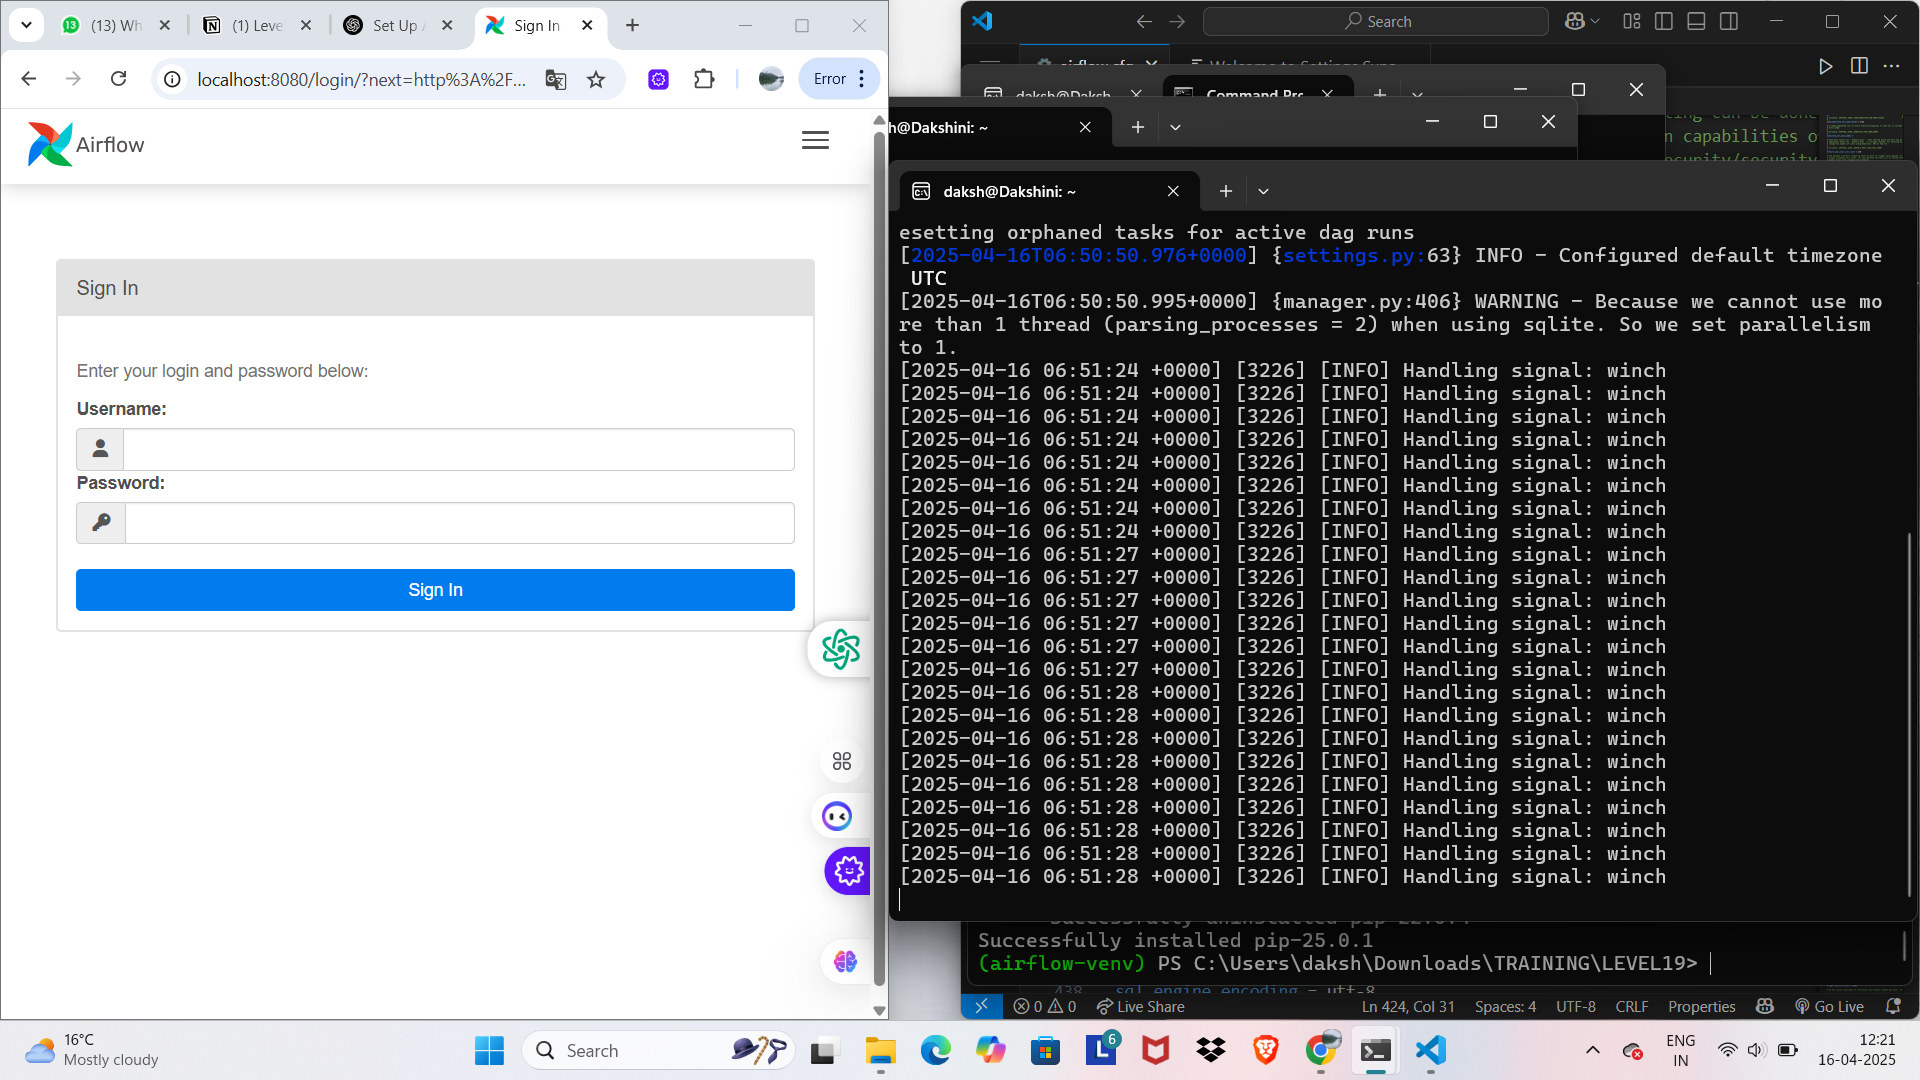 (13) Wh
(1) Leve
Set Up
Sign In
localhost:8080/login/?next=http%3A%2F...
Error
Airflow
Sign In
Enter your login and password below:
Username:
Password:
Sign In
Search
airflow.cfg
Welcome to Settings Sync
daksh@Daksh
Command Pro
h@Dakshini: ~
ting can be done
n capabilities o
ecurity/security
daksh@Dakshini: ~
esetting orphaned tasks for active dag runs
[2025-04-16T06:50:50.976+0000] {settings.py:63} INFO - Configured default timezone
UTC
[2025-04-16T06:50:50.995+0000] {manager.py:406} WARNING - Because we cannot use mo
re than 1 thread (parsing_processes = 2) when using sqlite. So we set parallelism
to 1.
[2025-04-16 06:51:24 +0000] [3226] [INFO] Handling signal: winch
[2025-04-16 06:51:24 +0000] [3226] [INFO] Handling signal: winch
[2025-04-16 06:51:24 +0000] [3226] [INFO] Handling signal: winch
[2025-04-16 06:51:24 +0000] [3226] [INFO] Handling signal: winch
[2025-04-16 06:51:24 +0000] [3226] [INFO] Handling signal: winch
[2025-04-16 06:51:24 +0000] [3226] [INFO] Handling signal: winch
[2025-04-16 06:51:24 +0000] [3226] [INFO] Handling signal: winch
[2025-04-16 06:51:24 +0000] [3226] [INFO] Handling signal: winch
[2025-04-16 06:51:27 +0000] [3226] [INFO] Handling signal: winch
[2025-04-16 06:51:27 +0000] [3226] [INFO] Handling signal: winch
[2025-04-16 06:51:27 +0000] [3226] [INFO] Handling signal: winch
[2025-04-16 06:51:27 +0000] [3226] [INFO] Handling signal: winch
[2025-04-16 06:51:27 +0000] [3226] [INFO] Handling signal: winch
[2025-04-16 06:51:27 +0000] [3226] [INFO] Handling signal: winch
[2025-04-16 06:51:28 +0000] [3226] [INFO] Handling signal: winch
[2025-04-16 06:51:28 +0000] [3226] [INFO] Handling signal: winch
[2025-04-16 06:51:28 +0000] [3226] [INFO] Handling signal: winch
[2025-04-16 06:51:28 +0000] [3226] [INFO] Handling signal: winch
[2025-04-16 06:51:28 +0000] [3226] [INFO] Handling signal: winch
[2025-04-16 06:51:28 +0000] [3226] [INFO] Handling signal: winch
[2025-04-16 06:51:28 +0000] [3226] [INFO] Handling signal: winch
[2025-04-16 06:51:28 +0000] [3226] [INFO] Handling signal: winch
[2025-04-16 06:51:28 +0000] [3226] [INFO] Handling signal: winch
Successfully uninstalled pip-22.0.4
Successfully installed pip-25.0.1
(airflow-venv) PS C:\Users\daksh\Downloads\TRAINING\LEVEL19>
438 sql_engine_encoding = utf-8
0 0 Live Share Ln 424, Col 31 Spaces: 4 UTF-8 CRLF Properties Go Live
16°C
Mostly cloudy
Search
6
ENG
IN
12:21
16-04-2025